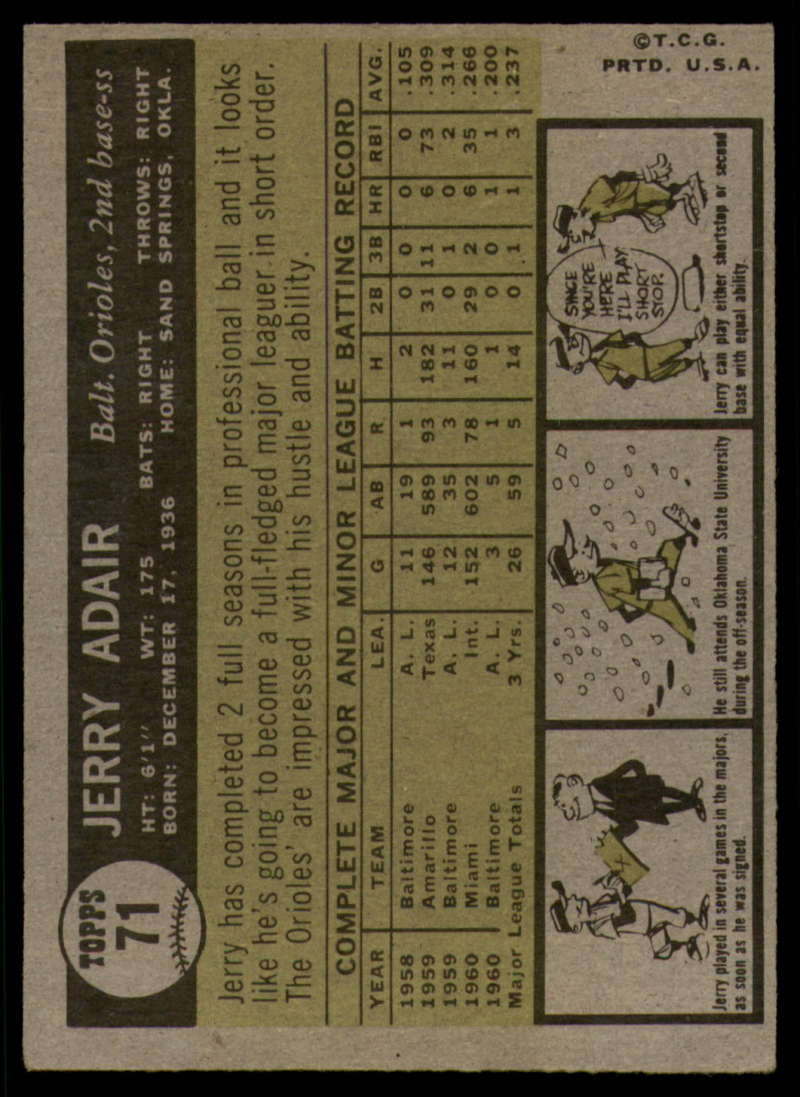 TOPPS
71
JERRY ADAIR Balt. Orioles, 2nd base-ss
HT: 6'1" WT: 175 BATS: RIGHT THROWS: RIGHT
BORN: DECEMBER 17, 1936 HOME: SAND SPRINGS, OKLA.
Jerry has completed 2 full seasons in professional ball and it looks
like he's going to become a full-fledged major leaguer in short order.
The Orioles' are impressed with his hustle and ability.
COMPLETE MAJOR AND MINOR LEAGUE BATTING RECORD
YEAR TEAM LEA. G AB R H 2B 3B HR RBI AVG.
1958 Baltimore A. L. 11 19 1 2 0 0 0 0 .105
1959 Amarillo Texas 146 589 93 182 31 11 6 73 .309
1959 Baltimore A. L. 12 35 3 11 0 1 0 2 .314
1960 Miami Int. 152 602 78 160 29 2 6 35 .266
1960 Baltimore A. L. 3 5 1 1 0 0 1 1 .200
Major League Totals 3 Yrs. 26 59 5 14 0 1 1 3 .237
Jerry played in several games in the majors,
as soon as he was signed.
He still attends Oklahoma State University
during the off-season.
SINCE
YOU'RE
HERE
I'LL PLAY
SHORT
STOP.
Jerry can play either shortstop or second
base with equal ability.
©T.C.G.
PRTD. U.S.A.